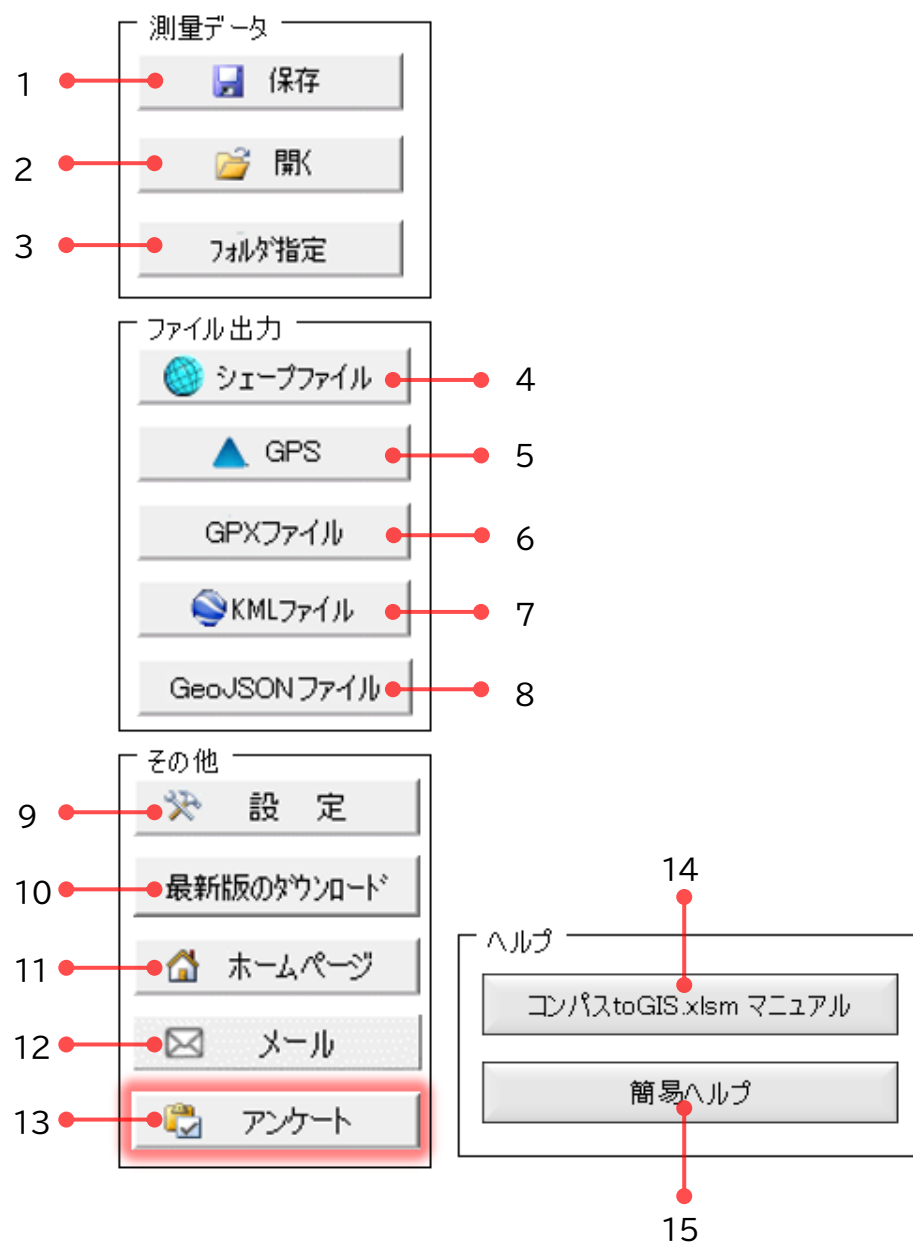 測量データ
1 保存
2 開く
3 フォルダ指定
ファイル出力
シェープファイル 4
GPS 5
GPXファイル 6
KMLファイル 7
GeoJSONファイル 8
その他
9 設 定
10 最新版のダウンロード
11 ホームページ
12 メール
13 アンケート
14
ヘルプ
コンパスtoGIS.xlsm マニュアル
簡易ヘルプ
15